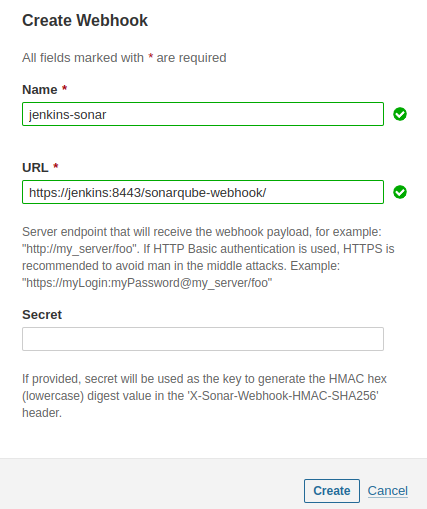 Create Webhook
All fields marked with * are required
Name *
jenkins-sonar
URL *
https://jenkins:8443/sonarqube-webhook/
Server endpoint that will receive the webhook payload, for example:
"http://my_server/foo". If HTTP Basic authentication is used, HTTPS is
recommended to avoid man in the middle attacks. Example:
"https://myLogin:myPassword@my_server/foo"
Secret
If provided, secret will be used as the key to generate the HMAC hex
(lowercase) digest value in the 'X-Sonar-Webhook-HMAC-SHA256'
header.
Create Cancel